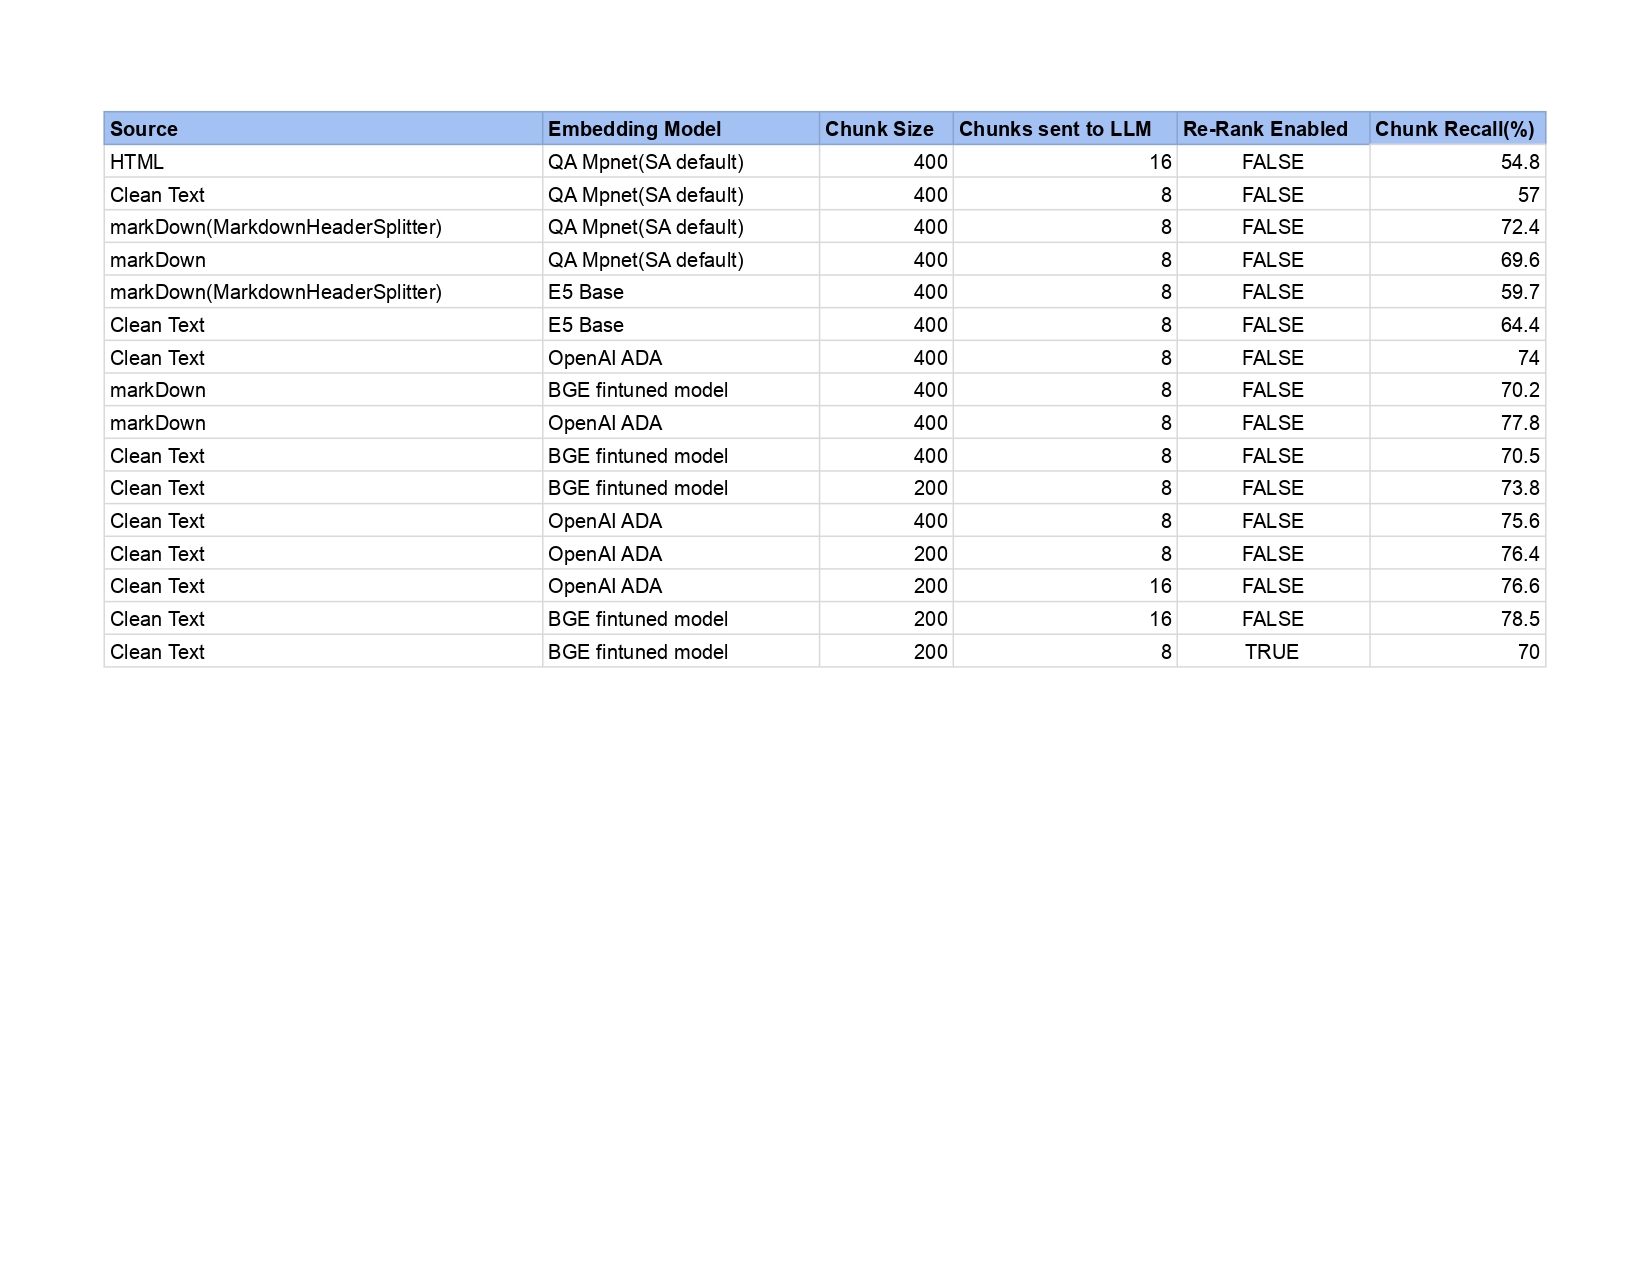 Source Embedding Model Chunk Size Chunks sent to LLM Re-Rank Enabled Chunk Recall(%)
HTML QA Mpnet(SA default) 400 16 FALSE 54.8
Clean Text QA Mpnet(SA default) 400 8 FALSE 57
markDown(MarkdownHeaderSplitter) QA Mpnet(SA default) 400 8 FALSE 72.4
markDown QA Mpnet(SA default) 400 8 FALSE 69.6
markDown(MarkdownHeaderSplitter) E5 Base 400 8 FALSE 59.7
Clean Text E5 Base 400 8 FALSE 64.4
Clean Text OpenAI ADA 400 8 FALSE 74
markDown BGE fintuned model 400 8 FALSE 70.2
markDown OpenAI ADA 400 8 FALSE 77.8
Clean Text BGE fintuned model 400 8 FALSE 70.5
Clean Text BGE fintuned model 200 8 FALSE 73.8
Clean Text OpenAI ADA 400 8 FALSE 75.6
Clean Text OpenAI ADA 200 8 FALSE 76.4
Clean Text OpenAI ADA 200 16 FALSE 76.6
Clean Text BGE fintuned model 200 16 FALSE 78.5
Clean Text BGE fintuned model 200 8 TRUE 70